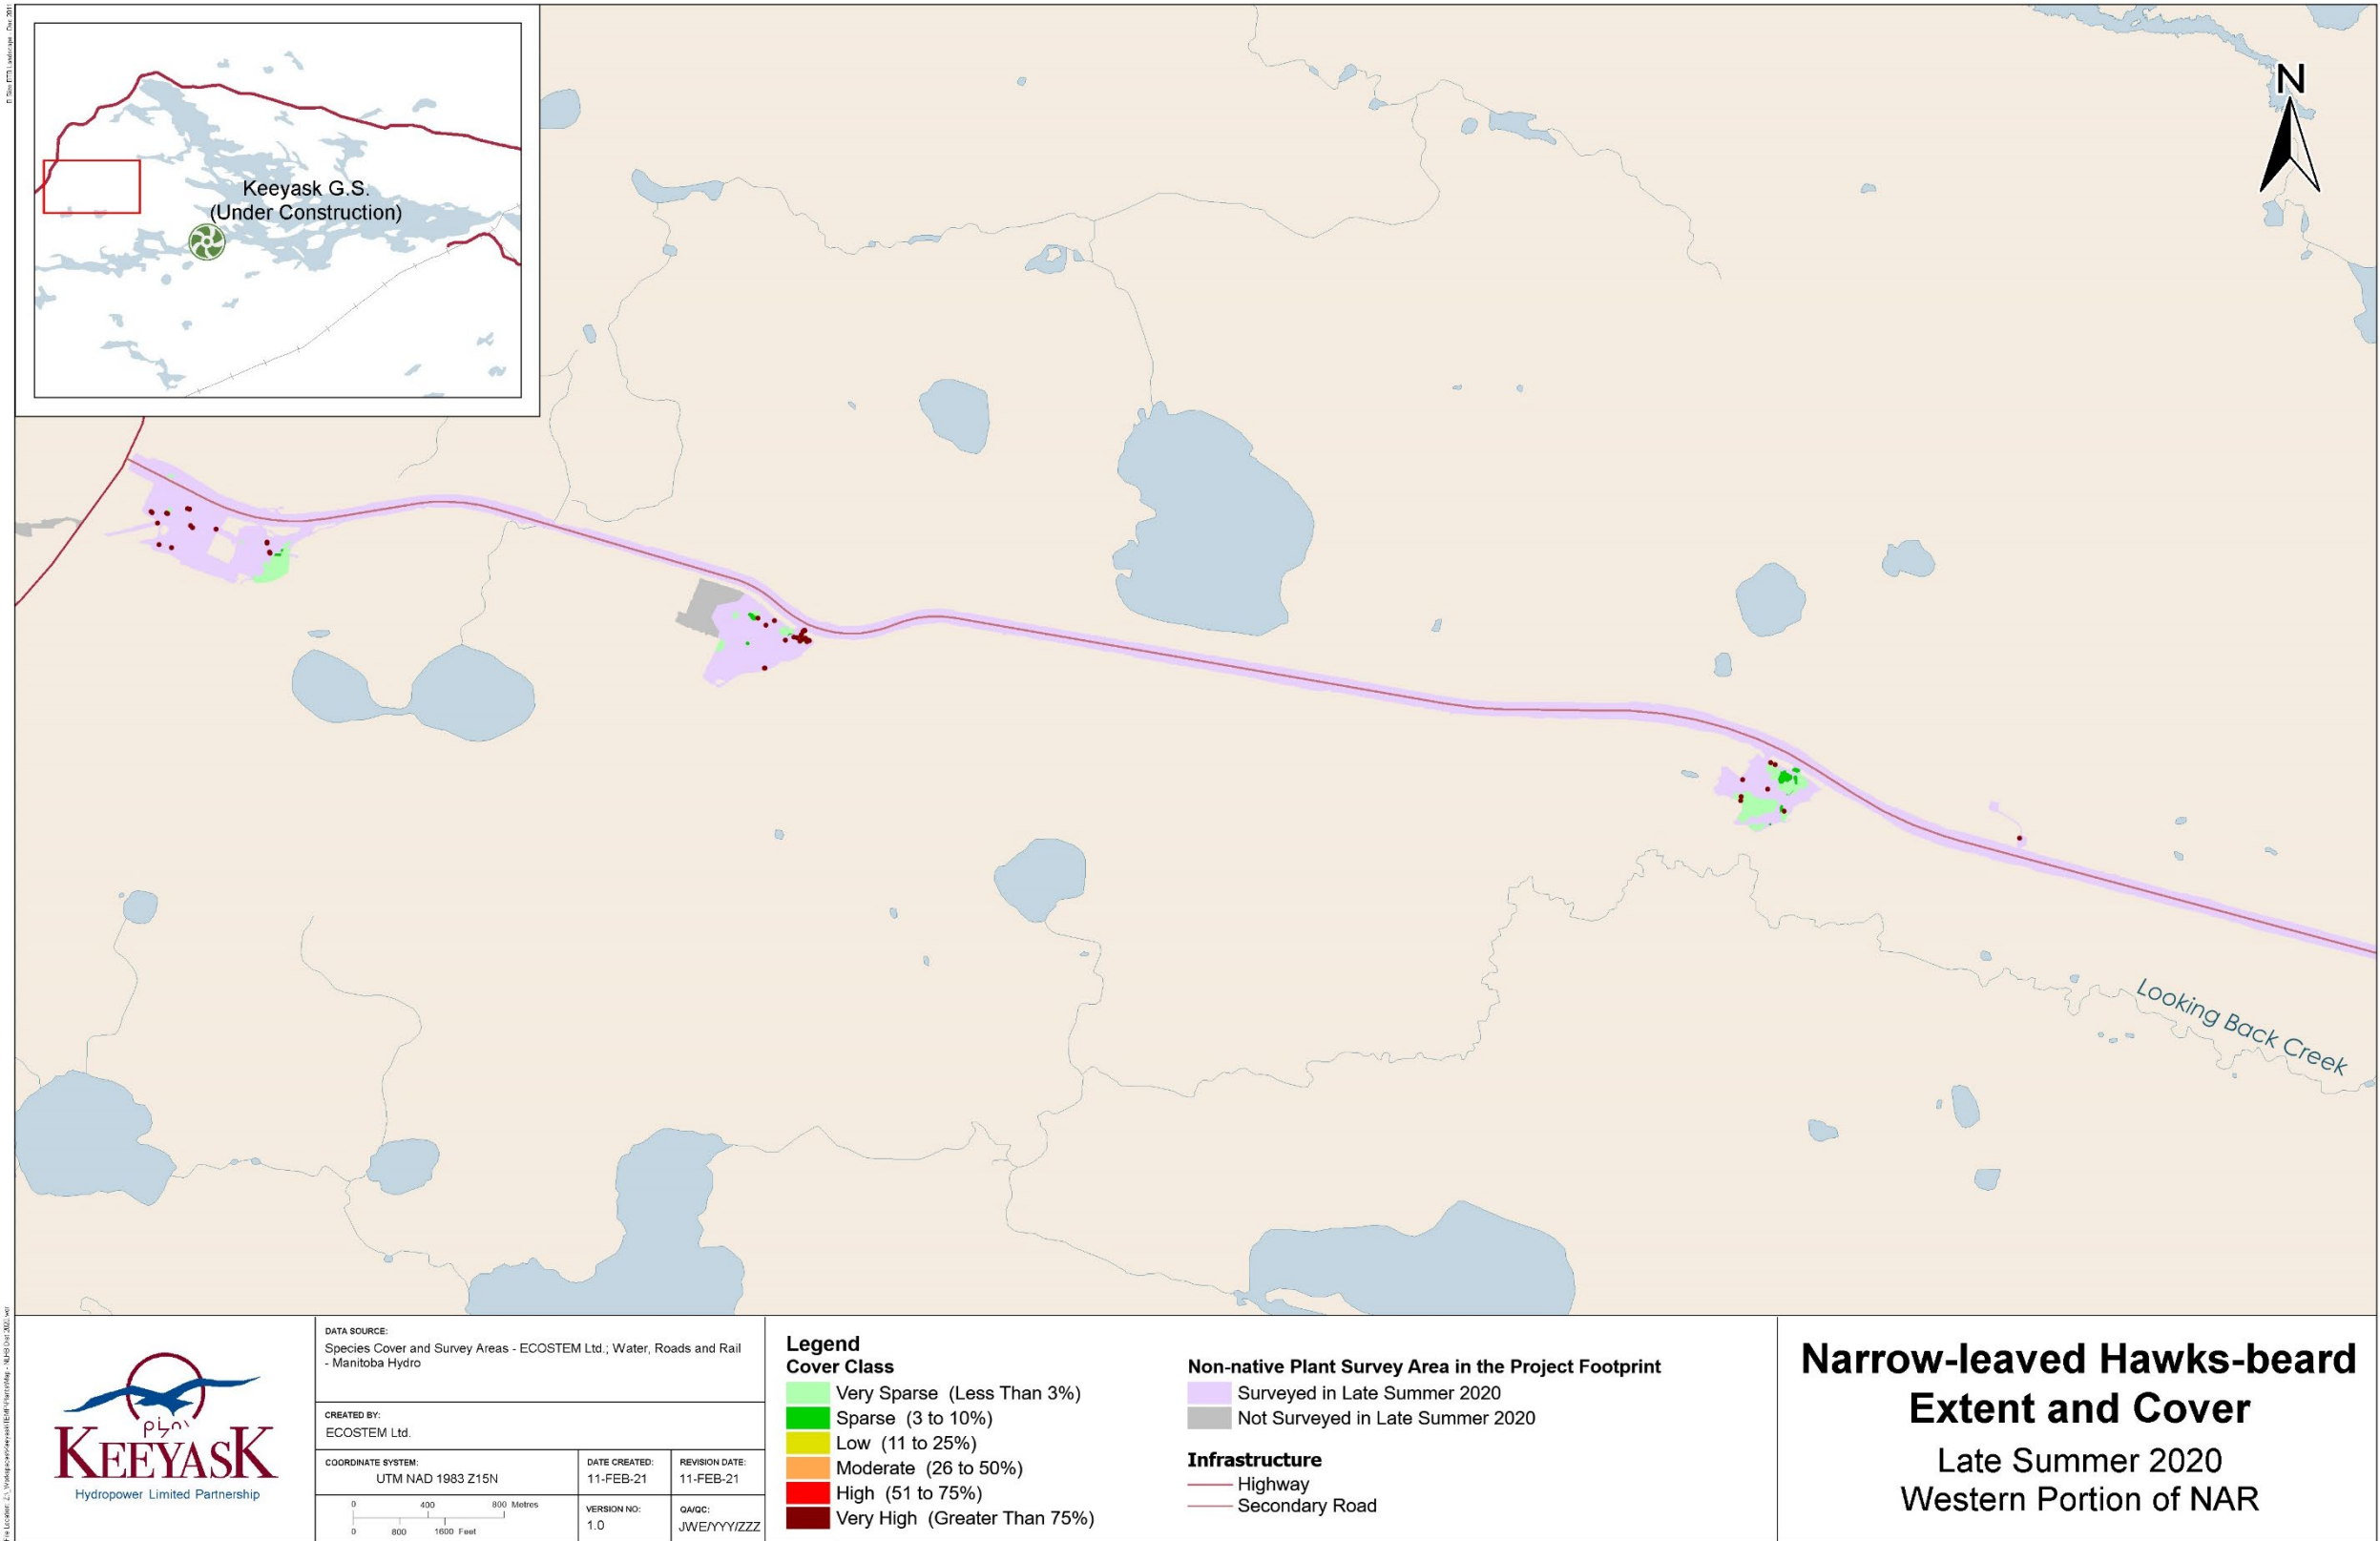 Keeyask G.S.
(Under Construction)
N
Looking Back Creek
ᑭᔮᐢᐠ
KEEYASK
Hydropower Limited Partnership
DATA SOURCE:
Species Cover and Survey Areas - ECOSTEM Ltd.; Water, Roads and Rail
- Manitoba Hydro
CREATED BY:
ECOSTEM Ltd.
COORDINATE SYSTEM:
UTM NAD 1983 Z15N
DATE CREATED:
11-FEB-21
REVISION DATE:
11-FEB-21
0 400 800 Metres
0 800 1600 Feet
VERSION NO:
1.0
QA/QC:
JWE/YYY/ZZZ
Legend
Cover Class
Very Sparse (Less Than 3%)
Sparse (3 to 10%)
Low (11 to 25%)
Moderate (26 to 50%)
High (51 to 75%)
Very High (Greater Than 75%)
Non-native Plant Survey Area in the Project Footprint
Surveyed in Late Summer 2020
Not Surveyed in Late Summer 2020
Infrastructure
Highway
Secondary Road
Narrow-leaved Hawks-beard
Extent and Cover
Late Summer 2020
Western Portion of NAR